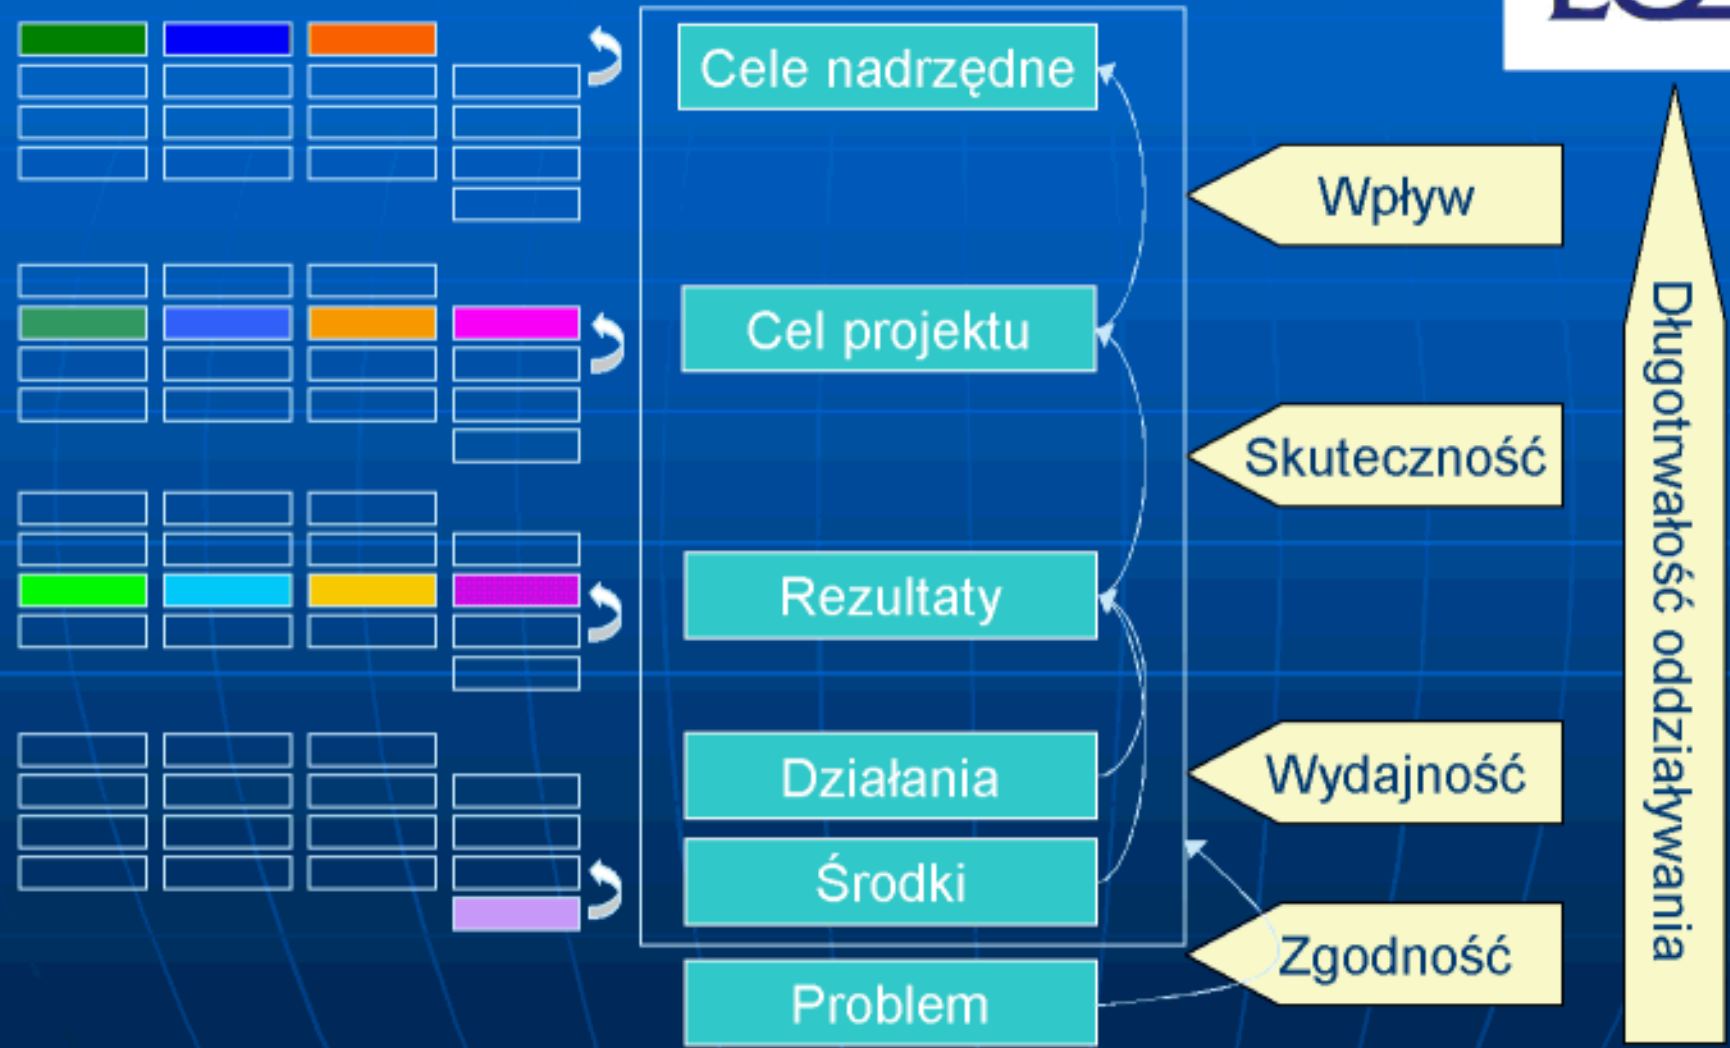 Cele nadrzędne
Wpływ
Cel projektu
Skuteczność
Rezultaty
Działania
Wydajność
Środki
Zgodność
Problem
Długotrwałość oddziaływania